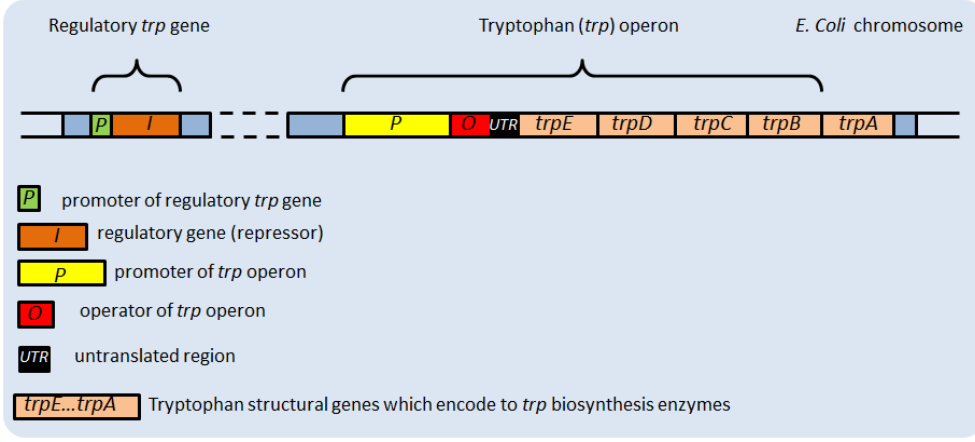 Regulatory trp gene Tryptophan (trp) operon E. Coli chromosome
P I P O UTR trpE trpD trpC trpB trpA
P promoter of regulatory trp gene
I regulatory gene (repressor)
P promoter of trp operon
O operator of trp operon
UTR untranslated region
trpE...trpA Tryptophan structural genes which encode to trp biosynthesis enzymes